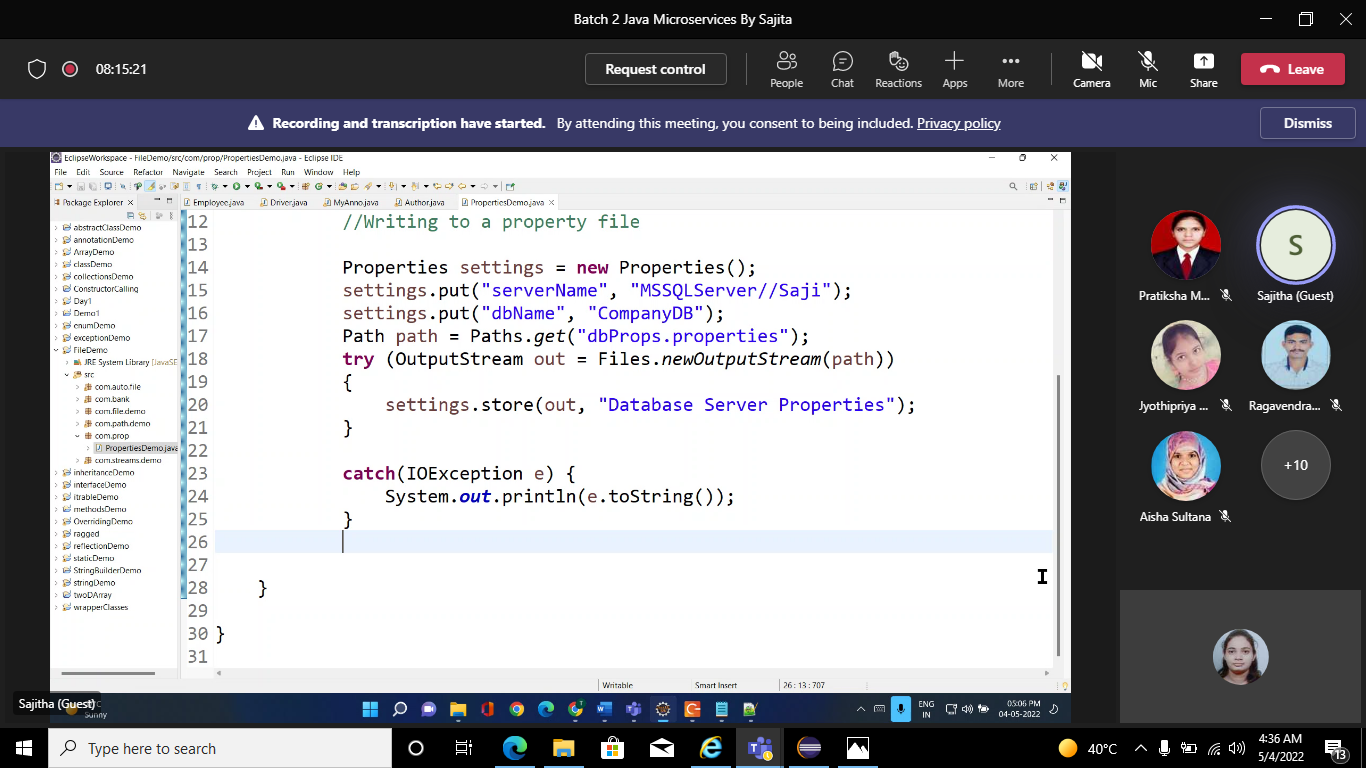 Batch 2 Java Microservices By Sajita
08:15:21
Request control
People
Chat
Reactions
Apps
More
Camera
Mic
Share
Leave
Recording and transcription have started. By attending this meeting, you consent to being included. Privacy policy
Dismiss
EclipseWorkspace - FileDemo/src/com/prop/PropertiesDemo.java - Eclipse IDE
File Edit Source Refactor Navigate Search Project Run Window Help
Package Explorer
Employee.java
Driver.java
MyAnno.java
Author.java
PropertiesDemo.java
abstractClassDemo
annotationDemo
ArrayDemo
classDemo
collectionsDemo
ConstructorCalling
Day1
Demo1
enumDemo
exceptionDemo
FileDemo
JRE System Library [JavaSE
src
com.auto.file
com.bank
com.file.demo
com.path.demo
com.prop
PropertiesDemo.java
com.streams.demo
inheritanceDemo
interfaceDemo
itrableDemo
methodsDemo
OverridingDemo
ragged
reflectionDemo
staticDemo
StringBuilderDemo
stringDemo
twoDArray
wrapperClasses
12 //Writing to a property file
13
14 Properties settings = new Properties();
15 settings.put("serverName", "MSSQLServer//Saji");
16 settings.put("dbName", "CompanyDB");
17 Path path = Paths.get("dbProps.properties");
18 try (OutputStream out = Files.newOutputStream(path))
19 {
20 settings.store(out, "Database Server Properties");
21 }
22
23 catch(IOException e) {
24 System.out.println(e.toString());
25 }
26
27
28 }
29
30 }
31
Writable
Smart Insert
26 : 13 : 707
Pratiksha M...
Sajitha (Guest)
S
Jyothipriya ...
Ragavendra...
Aisha Sultana
+10
Sajitha (Guest)
Sunny
ENG
IN
05:06 PM
04-05-2022
Type here to search
40°C
4:36 AM
5/4/2022
13